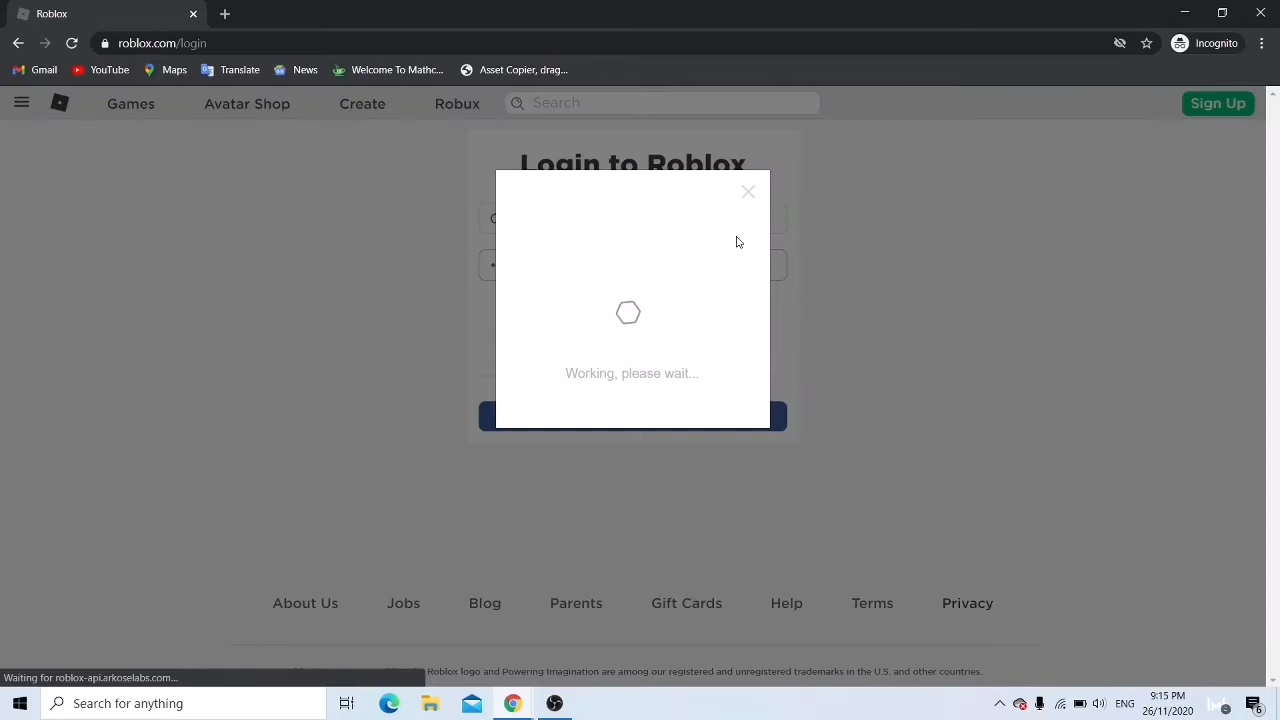 Roblox
roblox.com/login
Incognito
Gmail
YouTube
Maps
Translate
News
Welcome To Mathc...
Asset Copier, drag...
Games
Avatar Shop
Create
Robux
Search
Sign Up
Login to Roblox
Working, please wait...
About Us
Jobs
Blog
Parents
Gift Cards
Help
Terms
Privacy
Roblox logo and Powering Imagination are among our registered and unregistered trademarks in the U.S. and other countries.
Waiting for roblox-api.arkoselabs.com...
Search for anything
ENG
9:15 PM
26/11/2020
6